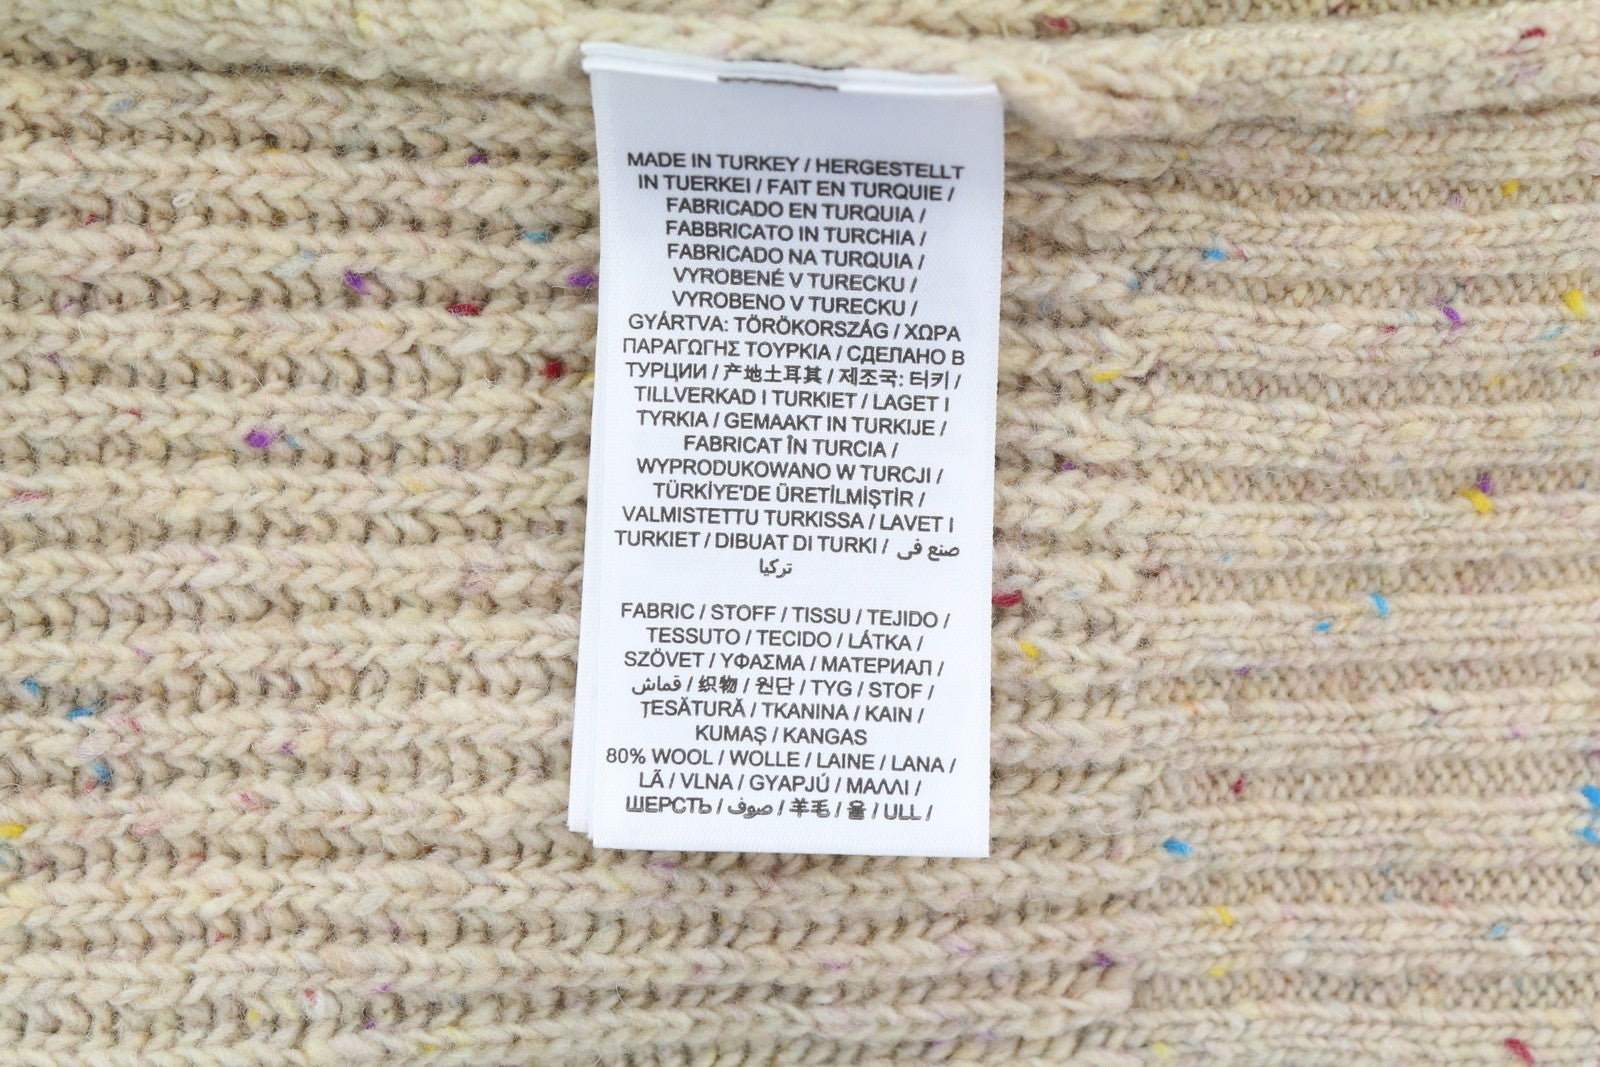 MADE IN TURKEY / HERGESTELLT
IN TUERKEI / FAIT EN TURQUIE /
FABRICADO EN TURQUIA /
FABBRICATO IN TURCHIA /
FABRICADO NA TURQUIA /
VYROBENÉ V TURECKU /
VYROBENO V TURECKU /
GYÁRTVA: TÖRÖKORSZÁG / ΧΩΡΑ
ΠΑΡΑΓΩΓΗΣ ΤΟΥΡΚΙΑ / СДЕЛАНО В
ТУРЦИИ / 产地土耳其 / 제조국: 터키 /
TILLVERKAD I TURKIET / LAGET I
TYRKIA / GEMAAKT IN TURKIJE /
FABRICAT ÎN TURCIA /
WYPRODUKOWANO W TURCJI /
TÜRKİYE'DE ÜRETİLMİŞTİR /
VALMISTETTU TURKISSA / LAVET I
TURKIET / DIBUAT DI TURKI / صنع في
تركيا
FABRIC / STOFF / TISSU / TEJIDO /
TESSUTO / TECIDO / LÁTKA /
SZÖVET / ΥΦΑΣΜΑ / МАТЕРИАЛ /
قماش / 织物 / 원단 / TYG / STOF /
ȚESĂTURĂ / TKANINA / KAIN /
KUMAŞ / KANGAS
80% WOOL / WOLLE / LAINE / LANA /
LÃ / VLNA / GYAPJÚ / ΜΑΛΛΙ /
ШЕРСТЬ / صوف / 羊毛 / 울 / ULL /